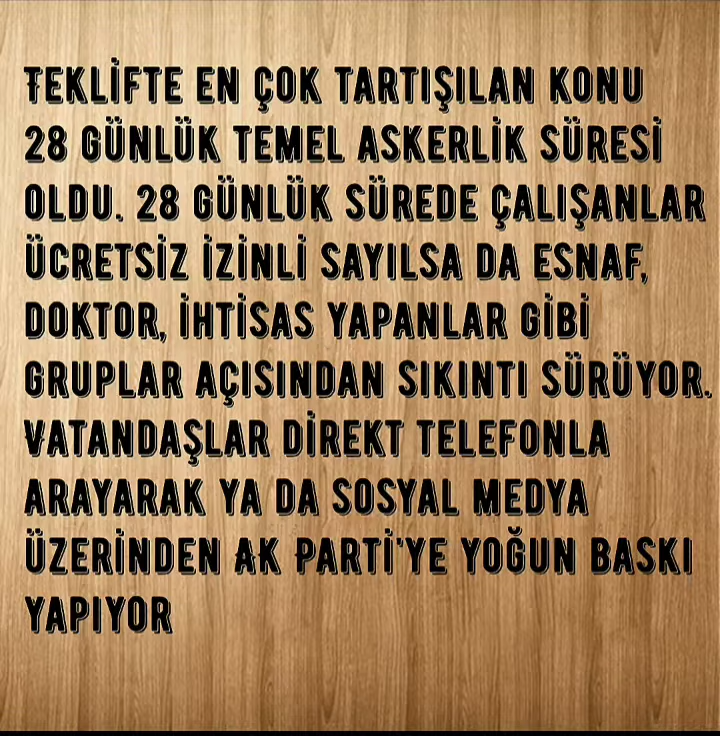 TEKLİFTE EN ÇOK TARTIŞILAN KONU
28 GÜNLÜK TEMEL ASKERLİK SÜRESİ
OLDU. 28 GÜNLÜK SÜREDE ÇALIŞANLAR
ÜCRETSİZ İZİNLİ SAYILSA DA ESNAF,
DOKTOR, İHTİSAS YAPANLAR GİBİ
GRUPLAR AÇISINDAN SIKINTI SÜRÜYOR.
VATANDAŞLAR DİREKT TELEFONLA
ARAYARAK YA DA SOSYAL MEDYA
ÜZERİNDEN AK PARTİ'YE YOĞUN BASKI
YAPIYOR